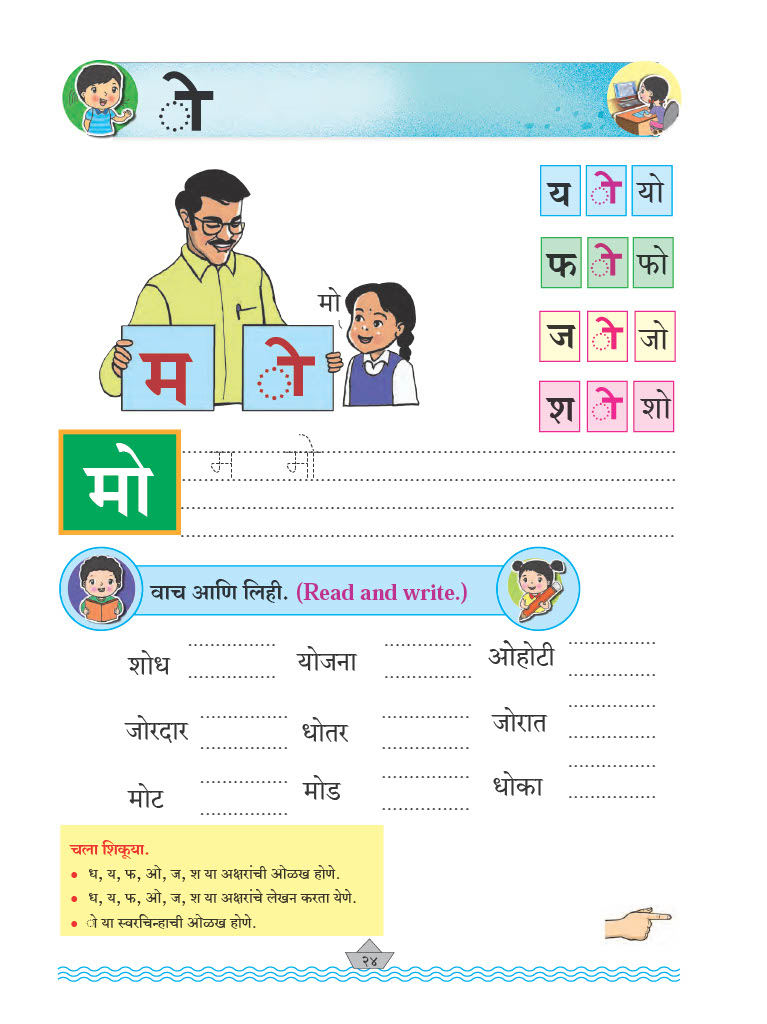 ो
य ो यो
फ ो फो
मो
म ो
ज ो जो
श ो शो
मो म मो
वाच आणि लिही. (Read and write.)
शोध योजना ओहोटी
जोरदार धोतर जोरात
मोट मोड धोका
चला शिकूया.
• ध, य, फ, ओ, ज, श या अक्षरांची ओळख होणे.
• ध, य, फ, ओ, ज, श या अक्षरांचे लेखन करता येणे.
• ो या स्वरचिन्हाची ओळख होणे.
२४